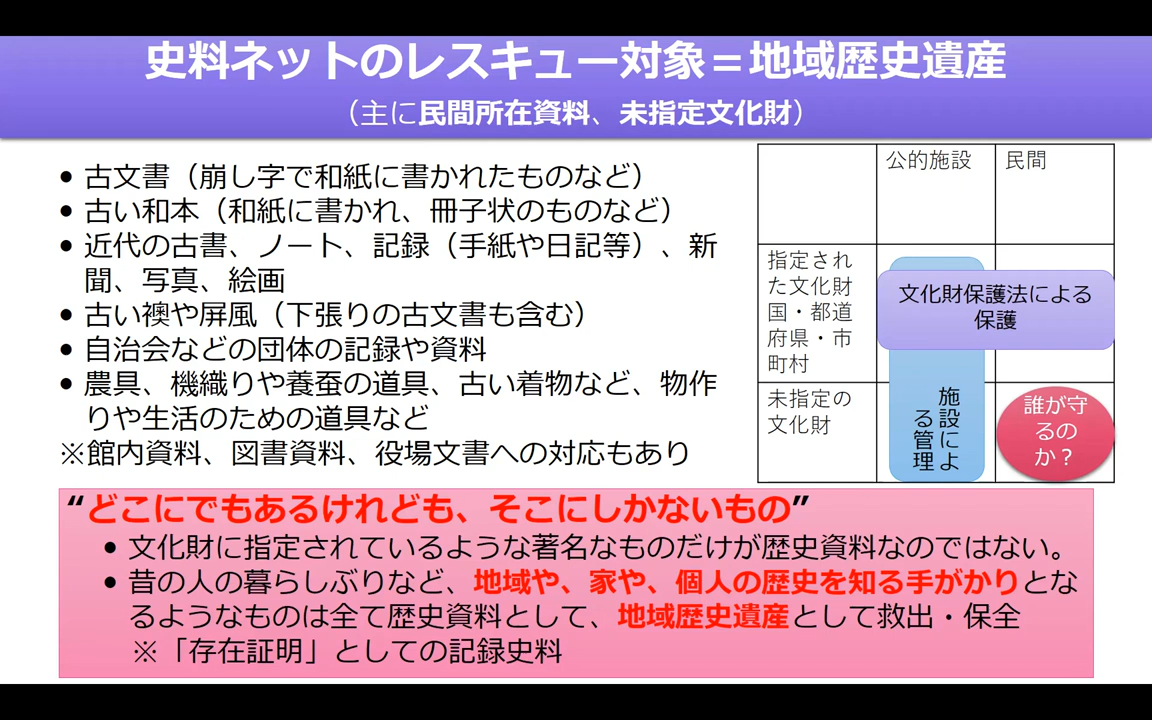 史料ネットのレスキュー対象＝地域歴史遺産
（主に民間所在資料、未指定文化財）
● 古文書（崩し字で和紙に書かれたものなど）
● 古い和本（和紙に書かれ、冊子状のものなど）
● 近代の古書、ノート、記録（手紙や日記等）、新
聞、写真、絵画
● 古い襖や屏風（下張りの古文書も含む）
● 自治会などの団体の記録や資料
● 農具、機織りや養蚕の道具、古い着物など、物作
りや生活のための道具など
※館内資料、図書資料、役場文書への対応もあり
公的施設
民間
指定され
た文化財
国・都道
府県・市
町村
文化財保護法による
保護
未指定の
文化財
施設によ
る管理
誰が守
るの
か？
“どこにでもあるけれども、そこにしかないもの”
● 文化財に指定されているような著名なものだけが歴史資料なのではない。
● 昔の人の暮らしぶりなど、地域や、家や、個人の歴史を知る手がかりとな
るようなものは全て歴史資料として、地域歴史遺産として救出・保全
※「存在証明」としての記録史料